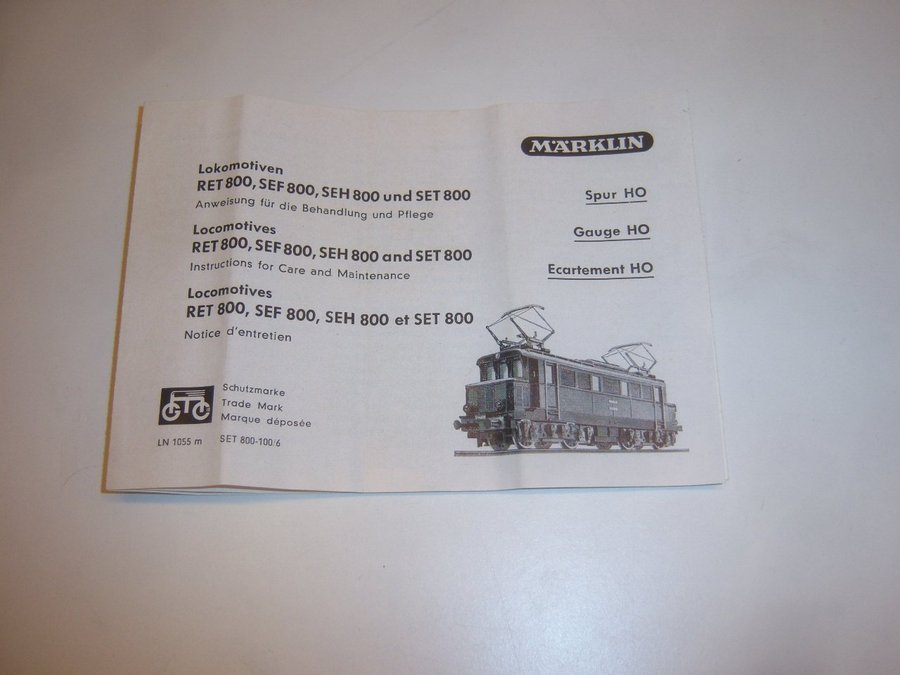 MÄRKLIN
Lokomotiven
RET 800, SEF 800, SEH 800 und SET 800
Anweisung für die Behandlung und Pflege
Locomotives
RET 800, SEF 800, SEH 800 and SET 800
Instructions for Care and Maintenance
Locomotives
RET 800, SEF 800, SEH 800 et SET 800
Notice d'entretien
Spur HO
Gauge HO
Ecartement HO
Schutzmarke
Trade Mark
Marque déposée
LN 1055 m SET 800-100/6